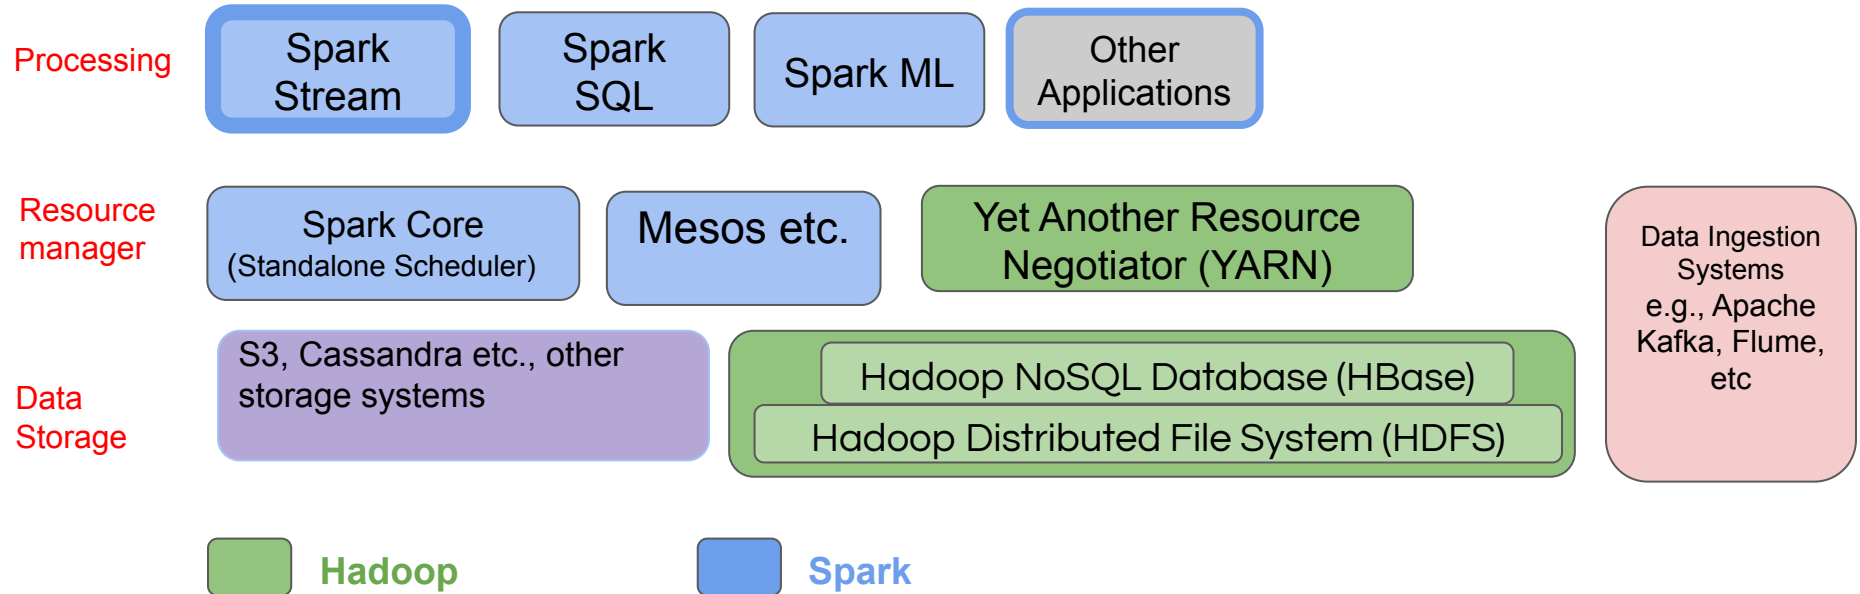 Processing
Spark
Stream
Spark
SQL
Spark ML
Other
Applications
Resource
manager
Spark Core
(Standalone Scheduler)
Mesos etc.
Yet Another Resource
Negotiator (YARN)
Data Ingestion
Systems
e.g., Apache
Kafka, Flume,
etc
Data
Storage
S3, Cassandra etc., other
storage systems
Hadoop NoSQL Database (HBase)
Hadoop Distributed File System (HDFS)
Hadoop
Spark